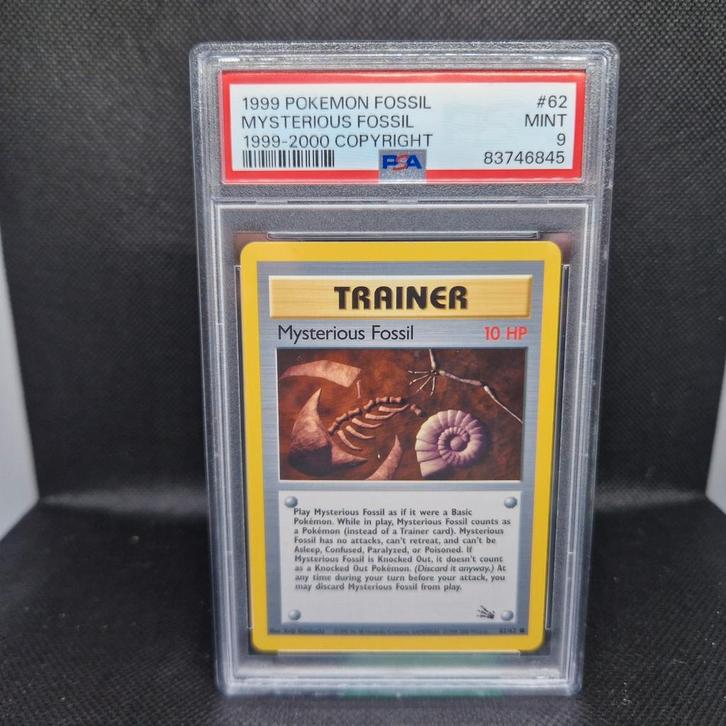 1999 POKEMON FOSSIL #62
MYSTERIOUS FOSSIL MINT
1999-2000 COPYRIGHT 9
PSA 83746845
TRAINER
Mysterious Fossil 10 HP
Play Mysterious Fossil as if it were a Basic
Pokémon. While in play, Mysterious Fossil counts as
a Pokémon (instead of a Trainer card). Mysterious
Fossil has no attacks, can't retreat, and can't be
Asleep, Confused, Paralyzed, or Poisoned. If
Mysterious Fossil is Knocked Out, it doesn't count
as a Knocked Out Pokémon. (Discard it anyway.) At
any time during your turn before your attack, you
may discard Mysterious Fossil from play.
62/62